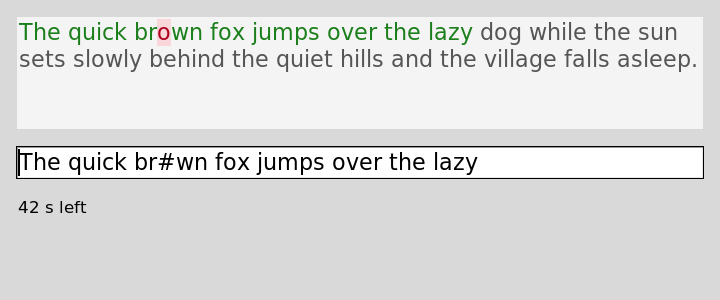 The quick brown fox jumps over the lazy dog while the sun
sets slowly behind the quiet hills and the village falls asleep.
The quick br#wn fox jumps over the lazy
42 s left